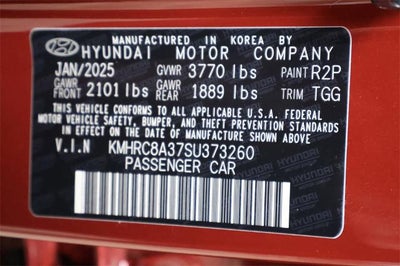 MANUFACTURED IN KOREA BY
HYUNDAI MOTOR COMPANY
JAN/2025 GVWR 3770 lbs PAINT R2P
GAWR FRONT 2101 lbs GAWR REAR 1889 lbs TRIM TGG
THIS VEHICLE CONFORMS TO ALL APPLICABLE U.S.A. FEDERAL
MOTOR VEHICLE SAFETY, BUMPER, AND THEFT PREVENTION
STANDARDS IN EFFECT ON THE DATE OF MANUFACTURE SHOWN ABOVE.
V.I.N KMHRC8A37SU373260
PASSENGER CAR